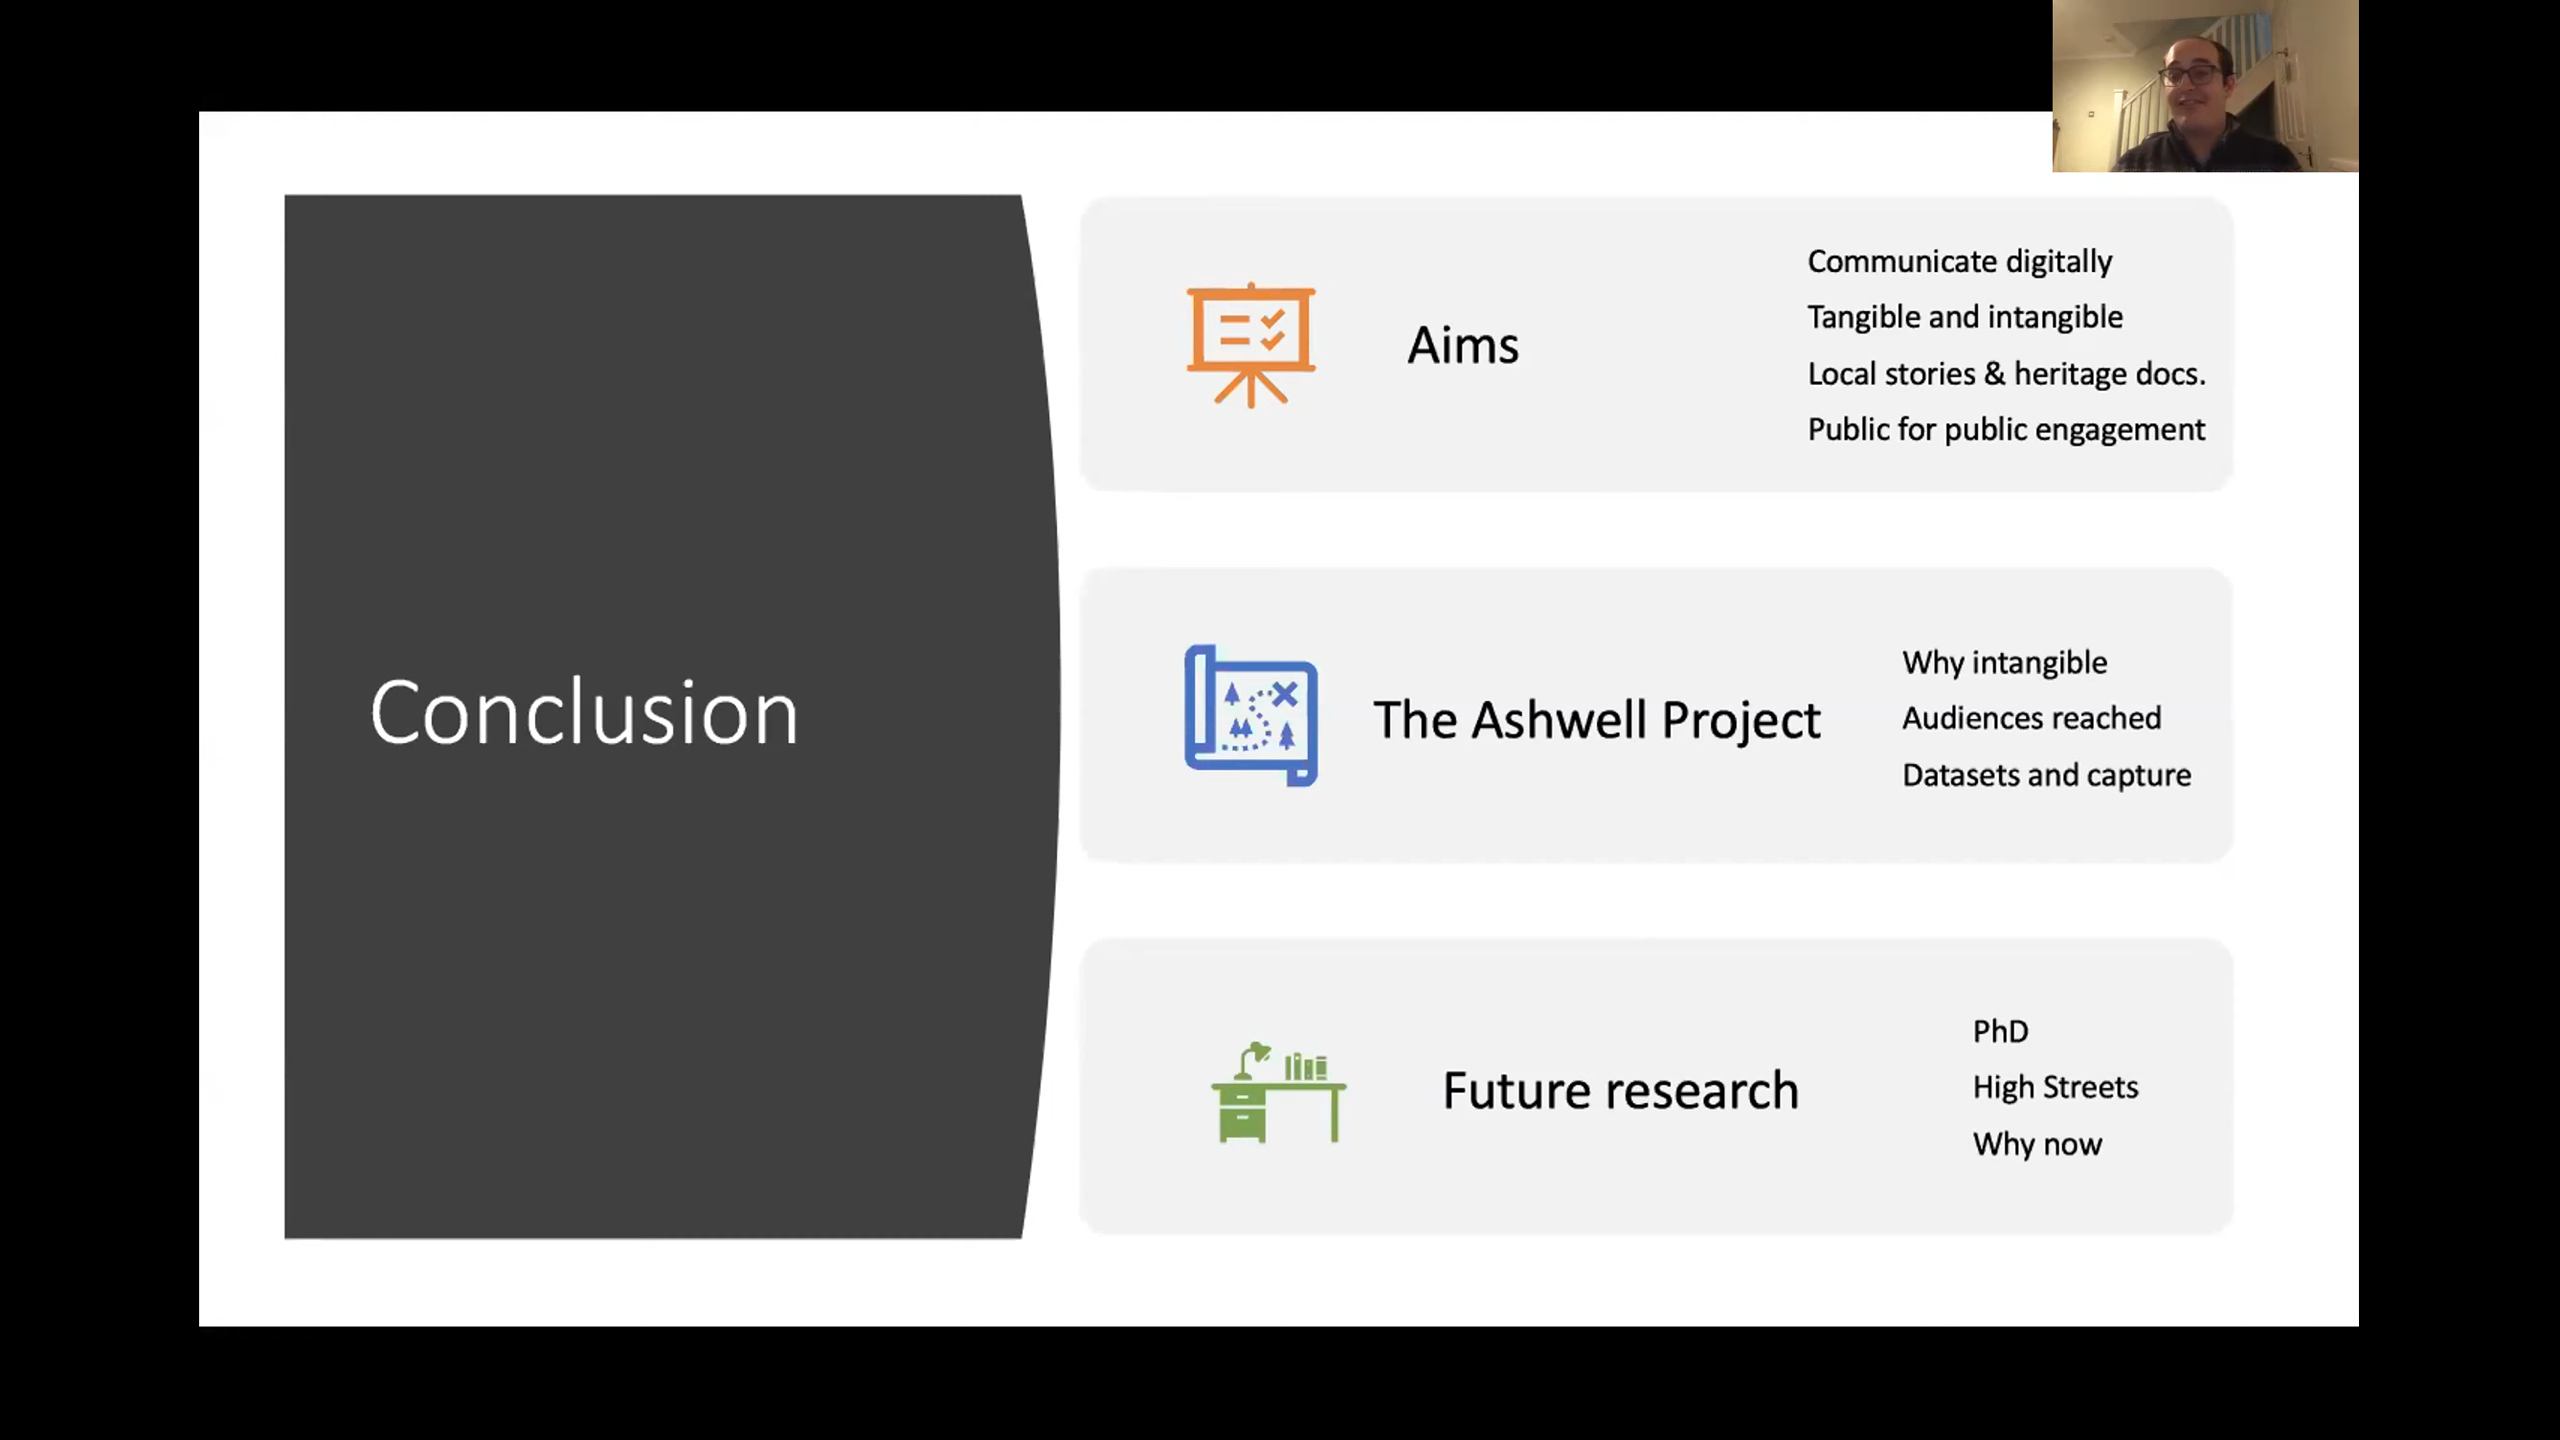 Conclusion
Aims
Communicate digitally
Tangible and intangible
Local stories & heritage docs.
Public for public engagement
The Ashwell Project
Why intangible
Audiences reached
Datasets and capture
Future research
PhD
High Streets
Why now